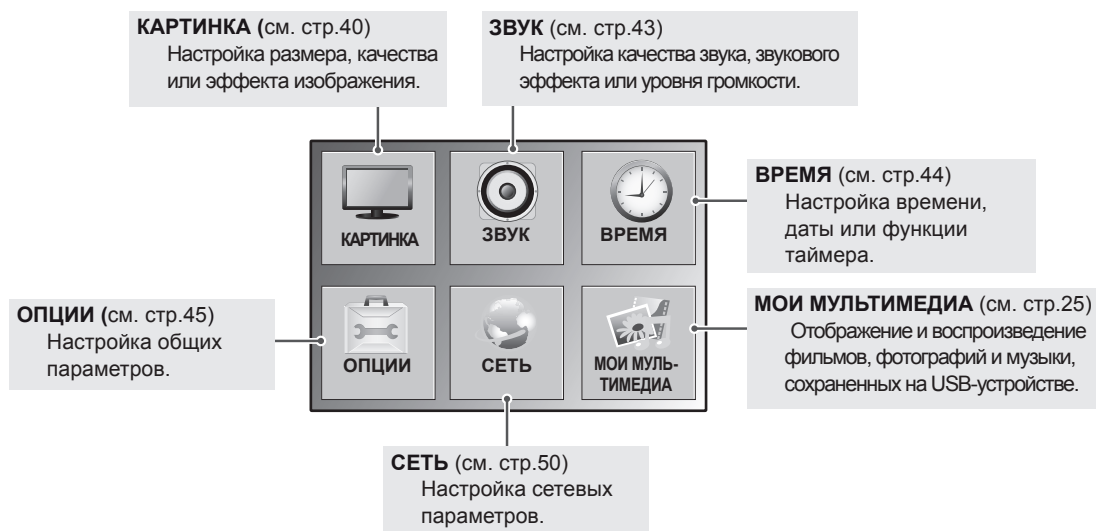 КАРТИНКА (см. стр.40)
Настройка размера, качества
или эффекта изображения.
ЗВУК (см. стр.43)
Настройка качества звука, звукового
эффекта или уровня громкости.
КАРТИНКА
ЗВУК
ВРЕМЯ
ВРЕМЯ (см. стр.44)
Настройка времени,
даты или функции
таймера.
ОПЦИИ (см. стр.45)
Настройка общих
параметров.
ОПЦИИ
СЕТЬ
МОИ МУЛЬ-
ТИМЕДИА
МОИ МУЛЬТИМЕДИА (см. стр.25)
Отображение и воспроизведение
фильмов, фотографий и музыки,
сохраненных на USB-устройстве.
СЕТЬ (см. стр.50)
Настройка сетевых
параметров.